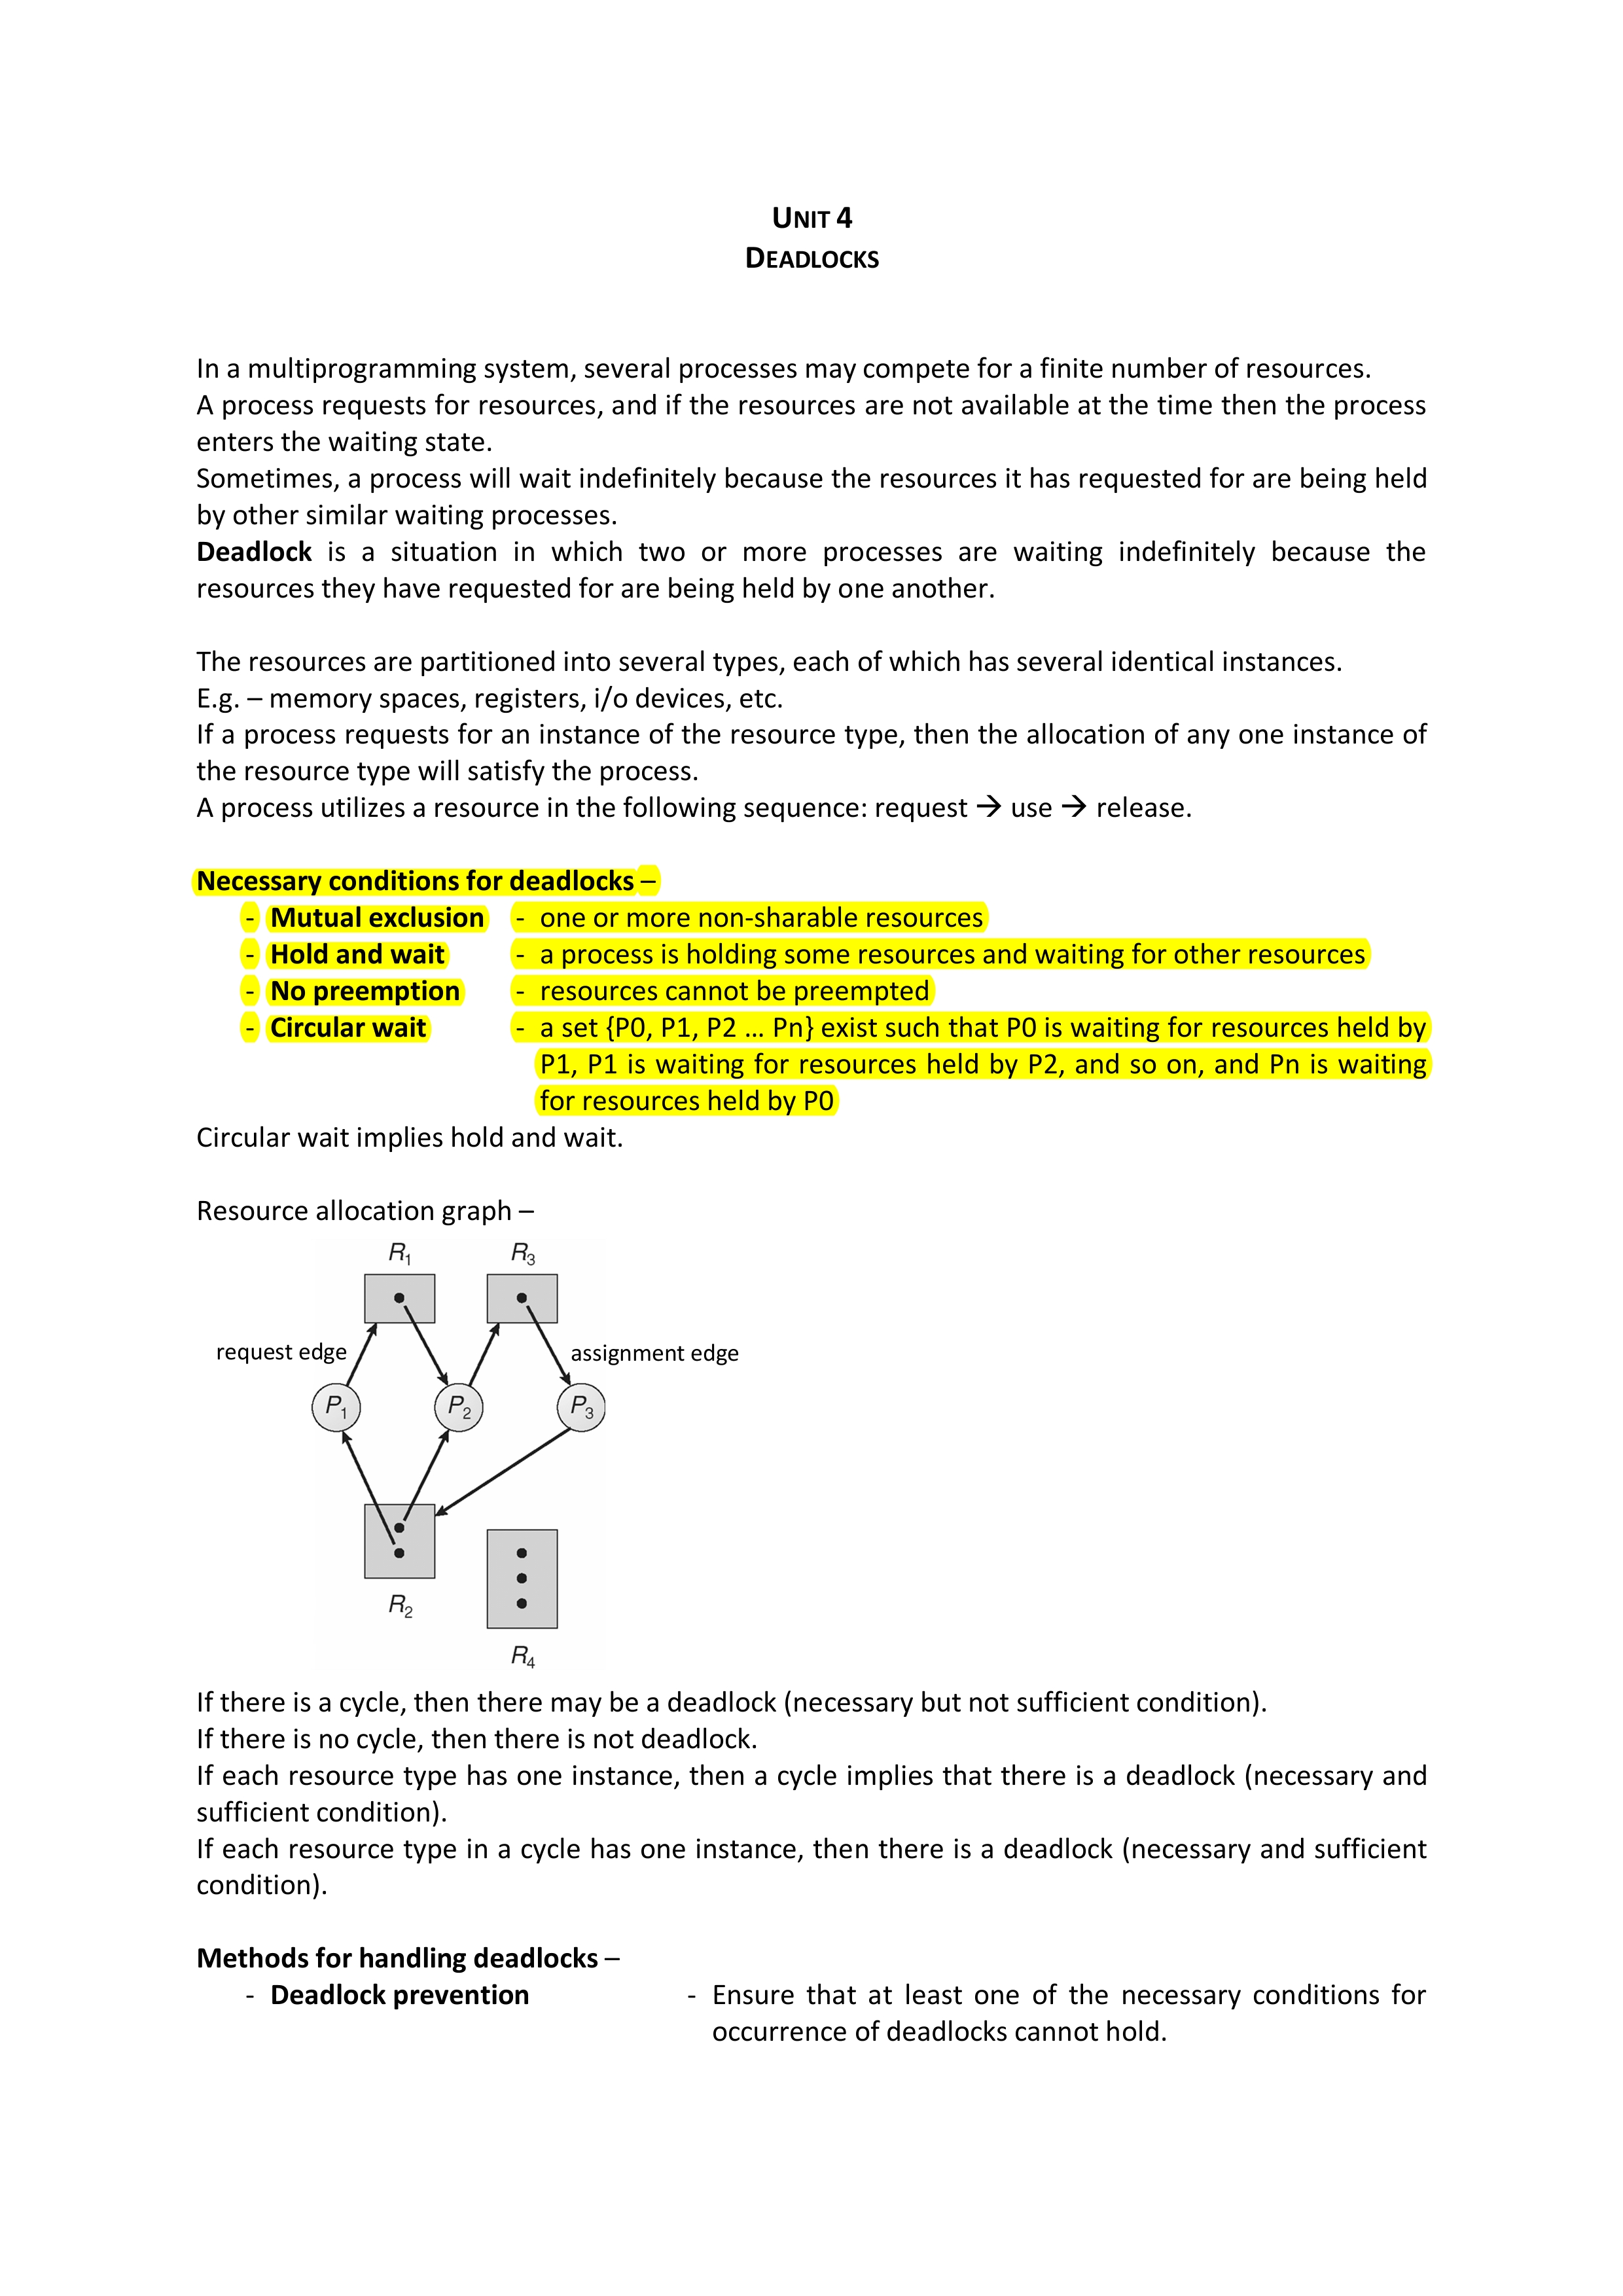 UNIT 4
DEADLOCKS
In a multiprogramming system, several processes may compete for a finite number of resources.
A process requests for resources, and if the resources are not available at the time then the process
enters the waiting state.
Sometimes, a process will wait indefinitely because the resources it has requested for are being held
by other similar waiting processes.
Deadlock is a situation in which two or more processes are waiting indefinitely because the
resources they have requested for are being held by one another.
The resources are partitioned into several types, each of which has several identical instances.
E.g. – memory spaces, registers, i/o devices, etc.
If a process requests for an instance of the resource type, then the allocation of any one instance of
the resource type will satisfy the process.
A process utilizes a resource in the following sequence: request → use → release.
Necessary conditions for deadlocks –
- Mutual exclusion - one or more non-sharable resources
- Hold and wait - a process is holding some resources and waiting for other resources
- No preemption - resources cannot be preempted
- Circular wait - a set {P0, P1, P2 … Pn} exist such that P0 is waiting for resources held by
P1, P1 is waiting for resources held by P2, and so on, and Pn is waiting
for resources held by P0
Circular wait implies hold and wait.
Resource allocation graph –
R1 R3
request edge assignment edge
P1 P2 P3
R2
R4
If there is a cycle, then there may be a deadlock (necessary but not sufficient condition).
If there is no cycle, then there is not deadlock.
If each resource type has one instance, then a cycle implies that there is a deadlock (necessary and
sufficient condition).
If each resource type in a cycle has one instance, then there is a deadlock (necessary and sufficient
condition).
Methods for handling deadlocks –
- Deadlock prevention - Ensure that at least one of the necessary conditions for
occurrence of deadlocks cannot hold.